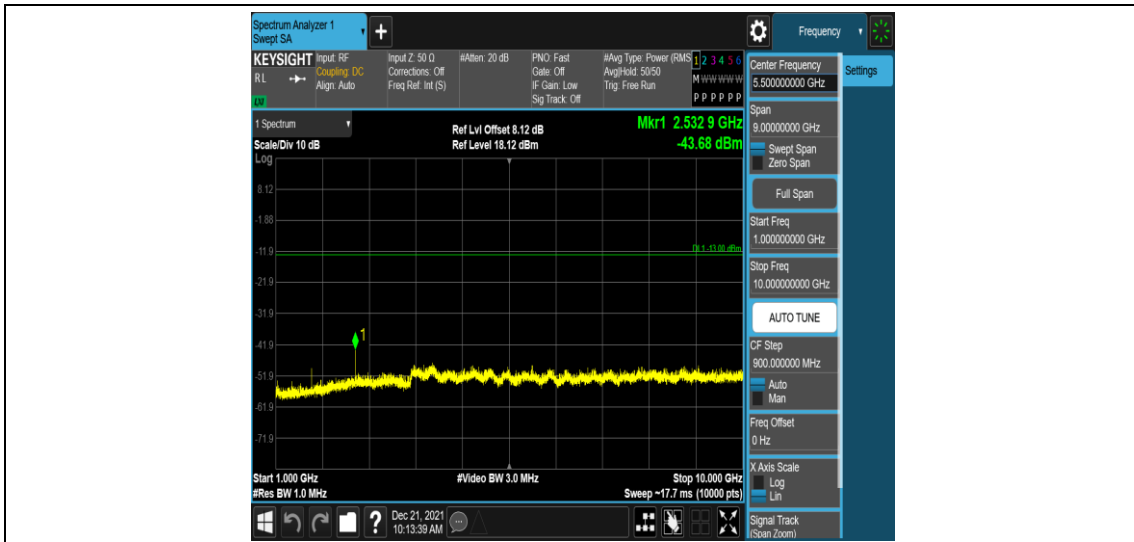 Spectrum Analyzer 1
Swept SA
+
Frequency
KEYSIGHT
RL
LM
Input: RF
Coupling: DC
Align: Auto
Input Z: 50 Ω
Corrections: Off
Freq Ref: Int (S)
#Atten: 20 dB
PNO: Fast
Gate: Off
IF Gain: Low
Sig Track: Off
#Avg Type: Power (RMS
Avg|Hold: 50/50
Trig: Free Run
1 2 3 4 5 6
M W W W W W
P P P P P P
1 Spectrum
Scale/Div 10 dB
Log
Ref Lvl Offset 8.12 dB
Ref Level 18.12 dBm
Mkr1 2.532 9 GHz
-43.68 dBm
8.12
-1.88
-11.9
DL1 -13.00 dBm
-21.9
-31.9
1
-41.9
-51.9
-61.9
-71.9
Start 1.000 GHz
#Res BW 1.0 MHz
#Video BW 3.0 MHz
Stop 10.000 GHz
Sweep ~17.7 ms (10000 pts)
?
Dec 21, 2021
10:13:39 AM
Center Frequency
5.500000000 GHz
Settings
Span
9.00000000 GHz
Swept Span
Zero Span
Full Span
Start Freq
1.000000000 GHz
Stop Freq
10.000000000 GHz
AUTO TUNE
CF Step
900.000000 MHz
Auto
Man
Freq Offset
0 Hz
X Axis Scale
Log
Lin
Signal Track
(Span Zoom)